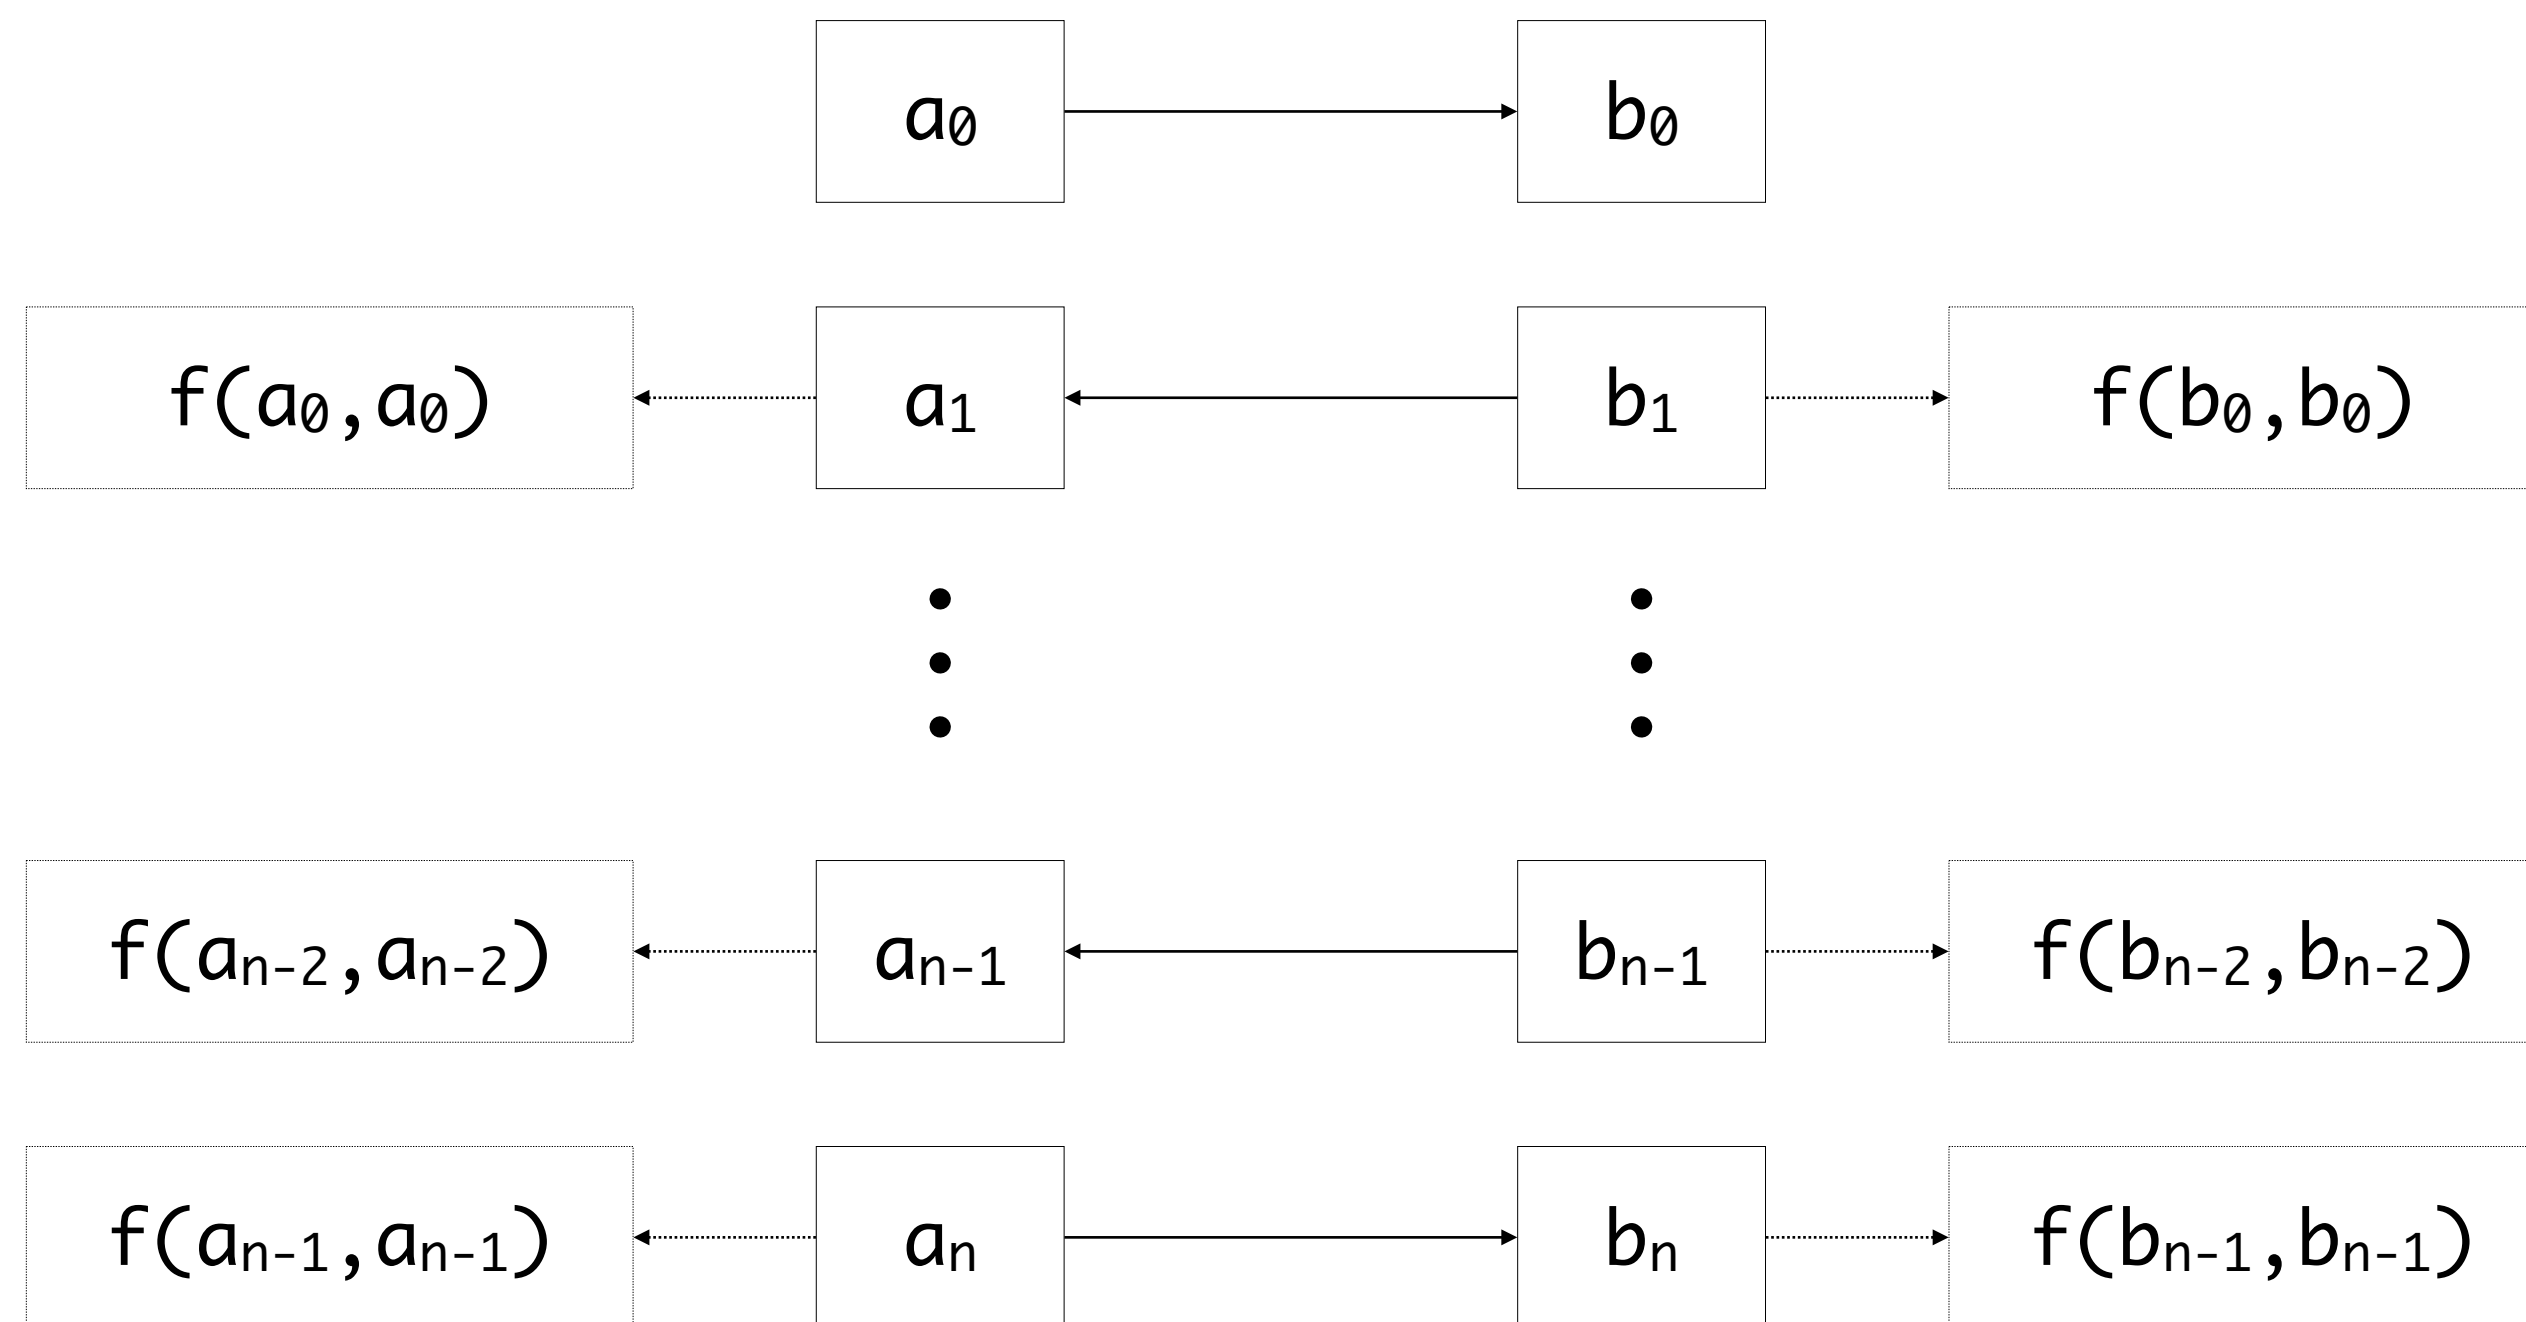 a₀ b₀
f(a₀,a₀) a₁ b₁ f(b₀,b₀)
f(aₙ₋₂,aₙ₋₂) aₙ₋₁ bₙ₋₁ f(bₙ₋₂,bₙ₋₂)
f(aₙ₋₁,aₙ₋₁) aₙ bₙ f(bₙ₋₁,bₙ₋₁)